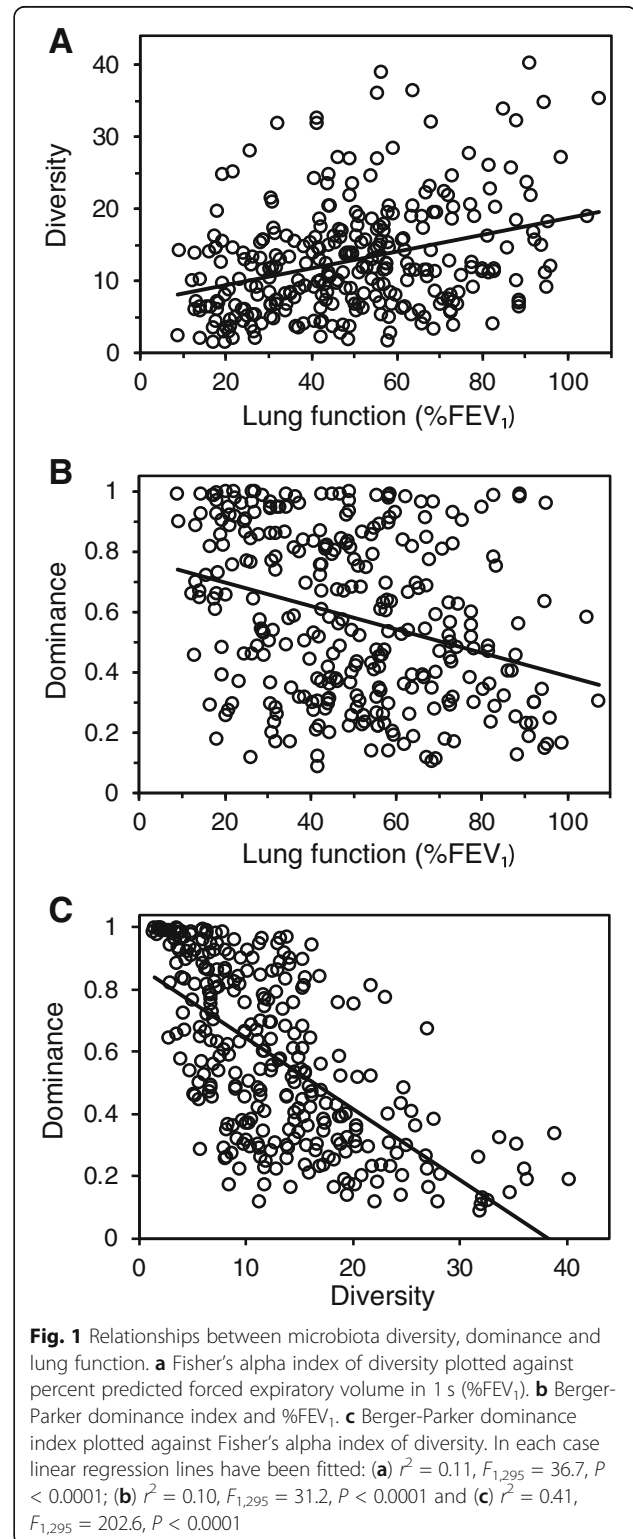 A
40
30
20
10
0
Diversity
0 20 40 60 80 100
Lung function (%FEV₁)
B
1
0.8
0.6
0.4
0.2
0
Dominance
0 20 40 60 80 100
Lung function (%FEV₁)
C
1
0.8
0.6
0.4
0.2
0
Dominance
0 10 20 30 40
Diversity
Fig. 1 Relationships between microbiota diversity, dominance and
lung function. a Fisher's alpha index of diversity plotted against
percent predicted forced expiratory volume in 1 s (%FEV₁). b Berger-
Parker dominance index and %FEV₁. c Berger-Parker dominance
index plotted against Fisher's alpha index of diversity. In each case
linear regression lines have been fitted: (a) r² = 0.11, F₁,₂₉₅ = 36.7, P
< 0.0001; (b) r² = 0.10, F₁,₂₉₅ = 31.2, P < 0.0001 and (c) r² = 0.41,
F₁,₂₉₅ = 202.6, P < 0.0001